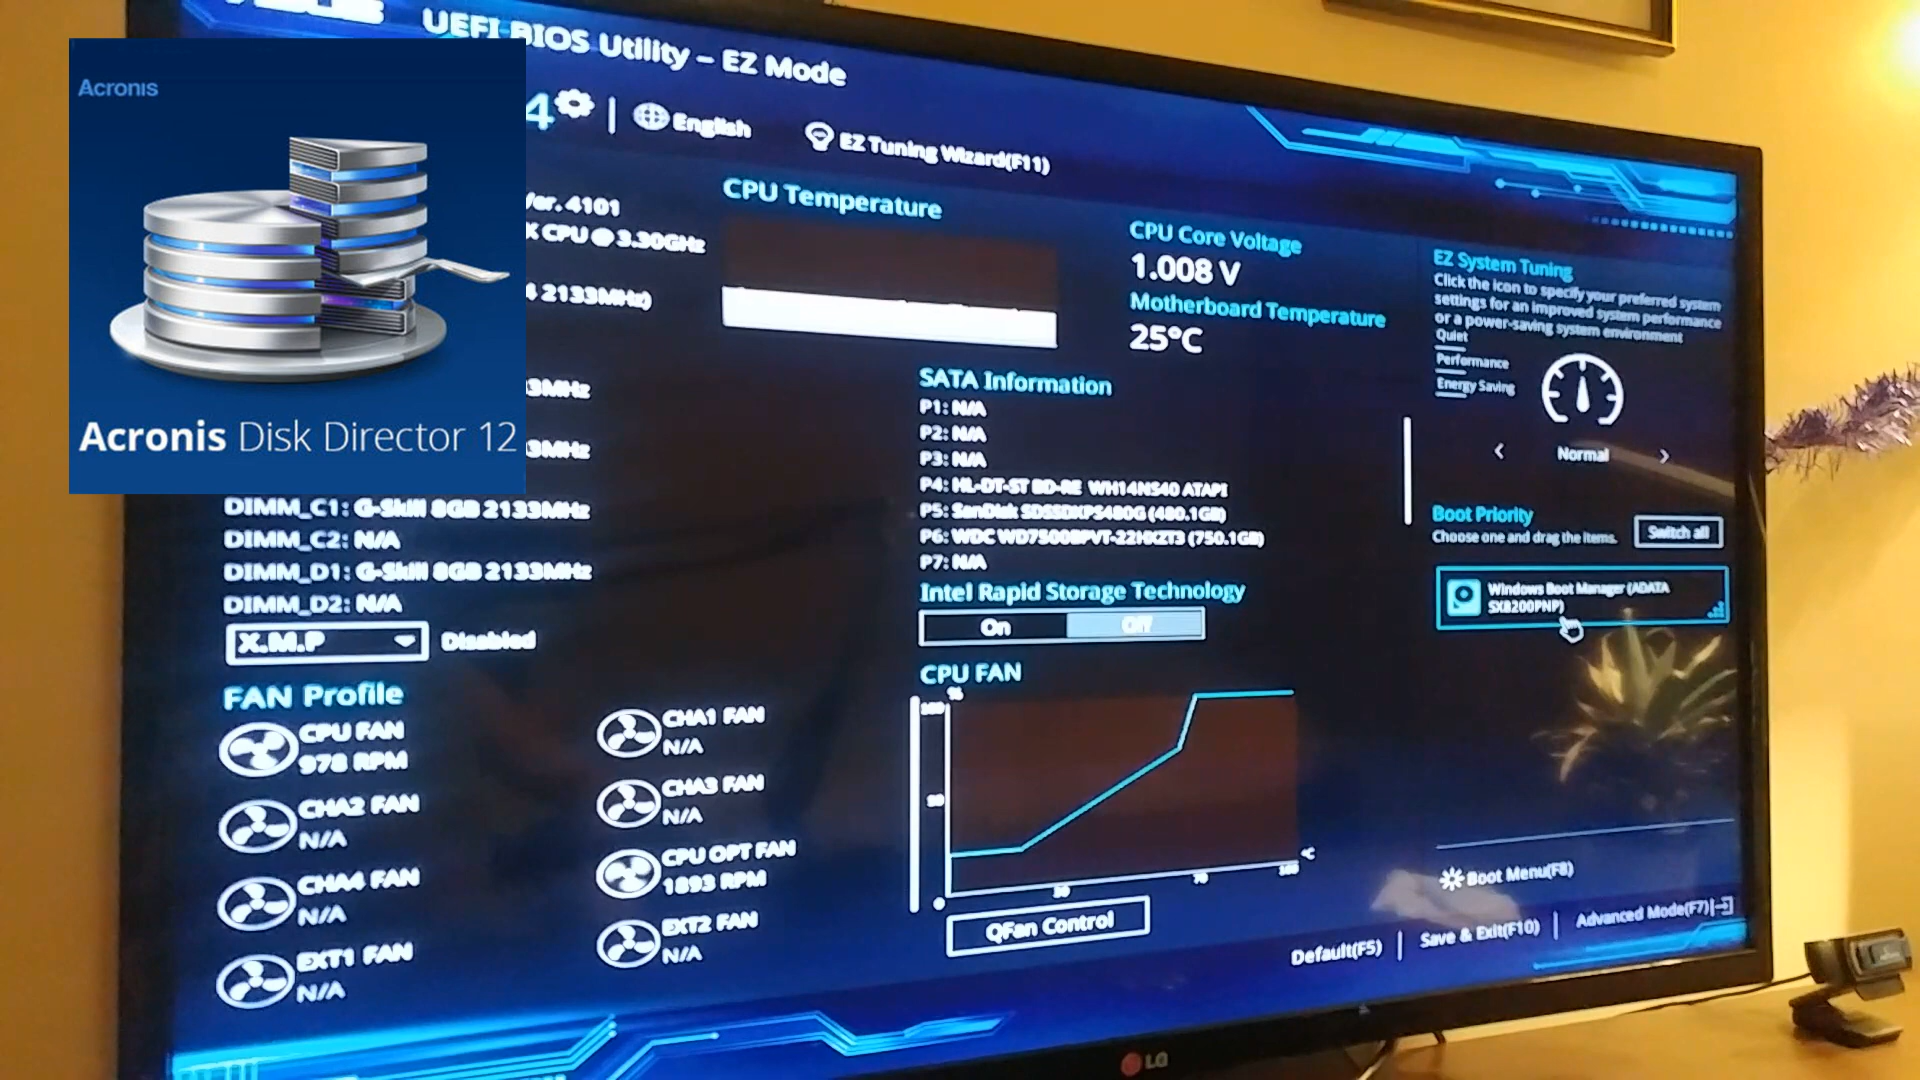 UEFI BIOS Utility – EZ Mode
Acronis
4
English
EZ Tuning Wizard(F11)
Acronis Disk Director 12
Ver. 4101
K CPU @ 3.30GHz
2133MHz)
DIMM_C1: G-Skill 8GB 2133MHz
DIMM_C2: N/A
DIMM_D1: G-Skill 8GB 2133MHz
DIMM_D2: N/A
X.M.P
Disabled
FAN Profile
CPU FAN
978 RPM
CHA1 FAN
N/A
CHA2 FAN
N/A
CHA3 FAN
N/A
CHA4 FAN
N/A
CPU OPT FAN
1893 RPM
EXT1 FAN
N/A
EXT2 FAN
N/A
CPU Temperature
CPU Core Voltage
1.008 V
Motherboard Temperature
25°C
SATA Information
P1: N/A
P2: N/A
P3: N/A
P4: HL-DT-ST BD-RE WH14NS40 ATAPI
P5: SanDisk SDSSDXPS480G (480.1GB)
P6: WDC WD7500BPVT-22HXZT3 (750.1GB)
P7: N/A
Intel Rapid Storage Technology
On
Off
CPU FAN
%
°C
30
70
100
QFan Control
EZ System Tuning
Click the icon to specify your preferred system
settings for an improved system performance
or a power-saving system environment
Quiet
Performance
Energy Saving
Normal
Boot Priority
Choose one and drag the items.
Switch all
Windows Boot Manager (ADATA
SX8200PNP)
Boot Menu(F8)
Default(F5)
Save & Exit(F10)
Advanced Mode(F7)
LG